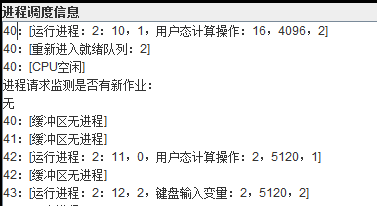 进程调度信息
40：[运行进程：2：10，1，用户态计算操作：16，4096，2]
40：[重新进入就绪队列：2]
40：[CPU空闲]
进程请求监测是否有新作业：
无
40：[缓冲区无进程]
41：[缓冲区无进程]
42：[运行进程：2：11，0，用户态计算操作：2，5120，1]
42：[缓冲区无进程]
43：[运行进程：2：12，2，键盘输入变量：2，5120，2]